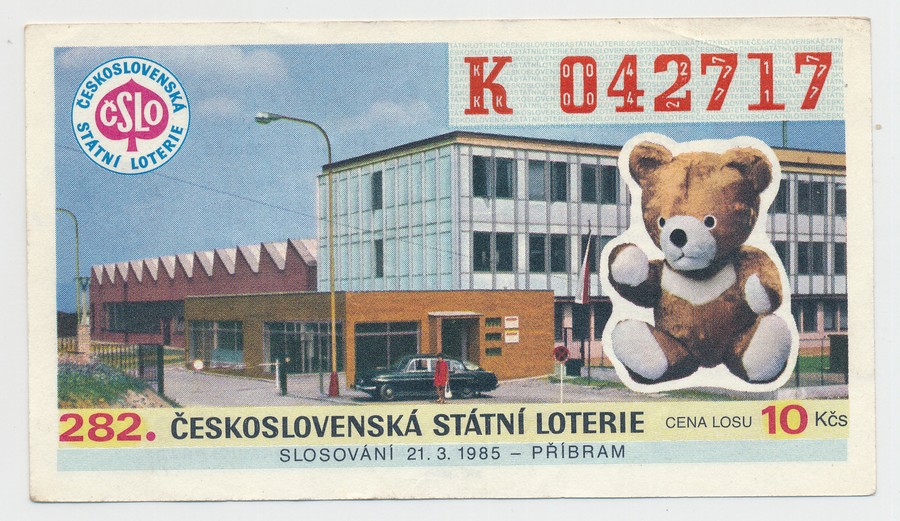 ČESKOSLOVENSKÁ
ČSLO
STÁTNÍ LOTERIE
K 042717
282. ČESKOSLOVENSKÁ STÁTNÍ LOTERIE CENA LOSU 10 Kčs
SLOSOVÁNÍ 21. 3. 1985 – PŘÍBRAM